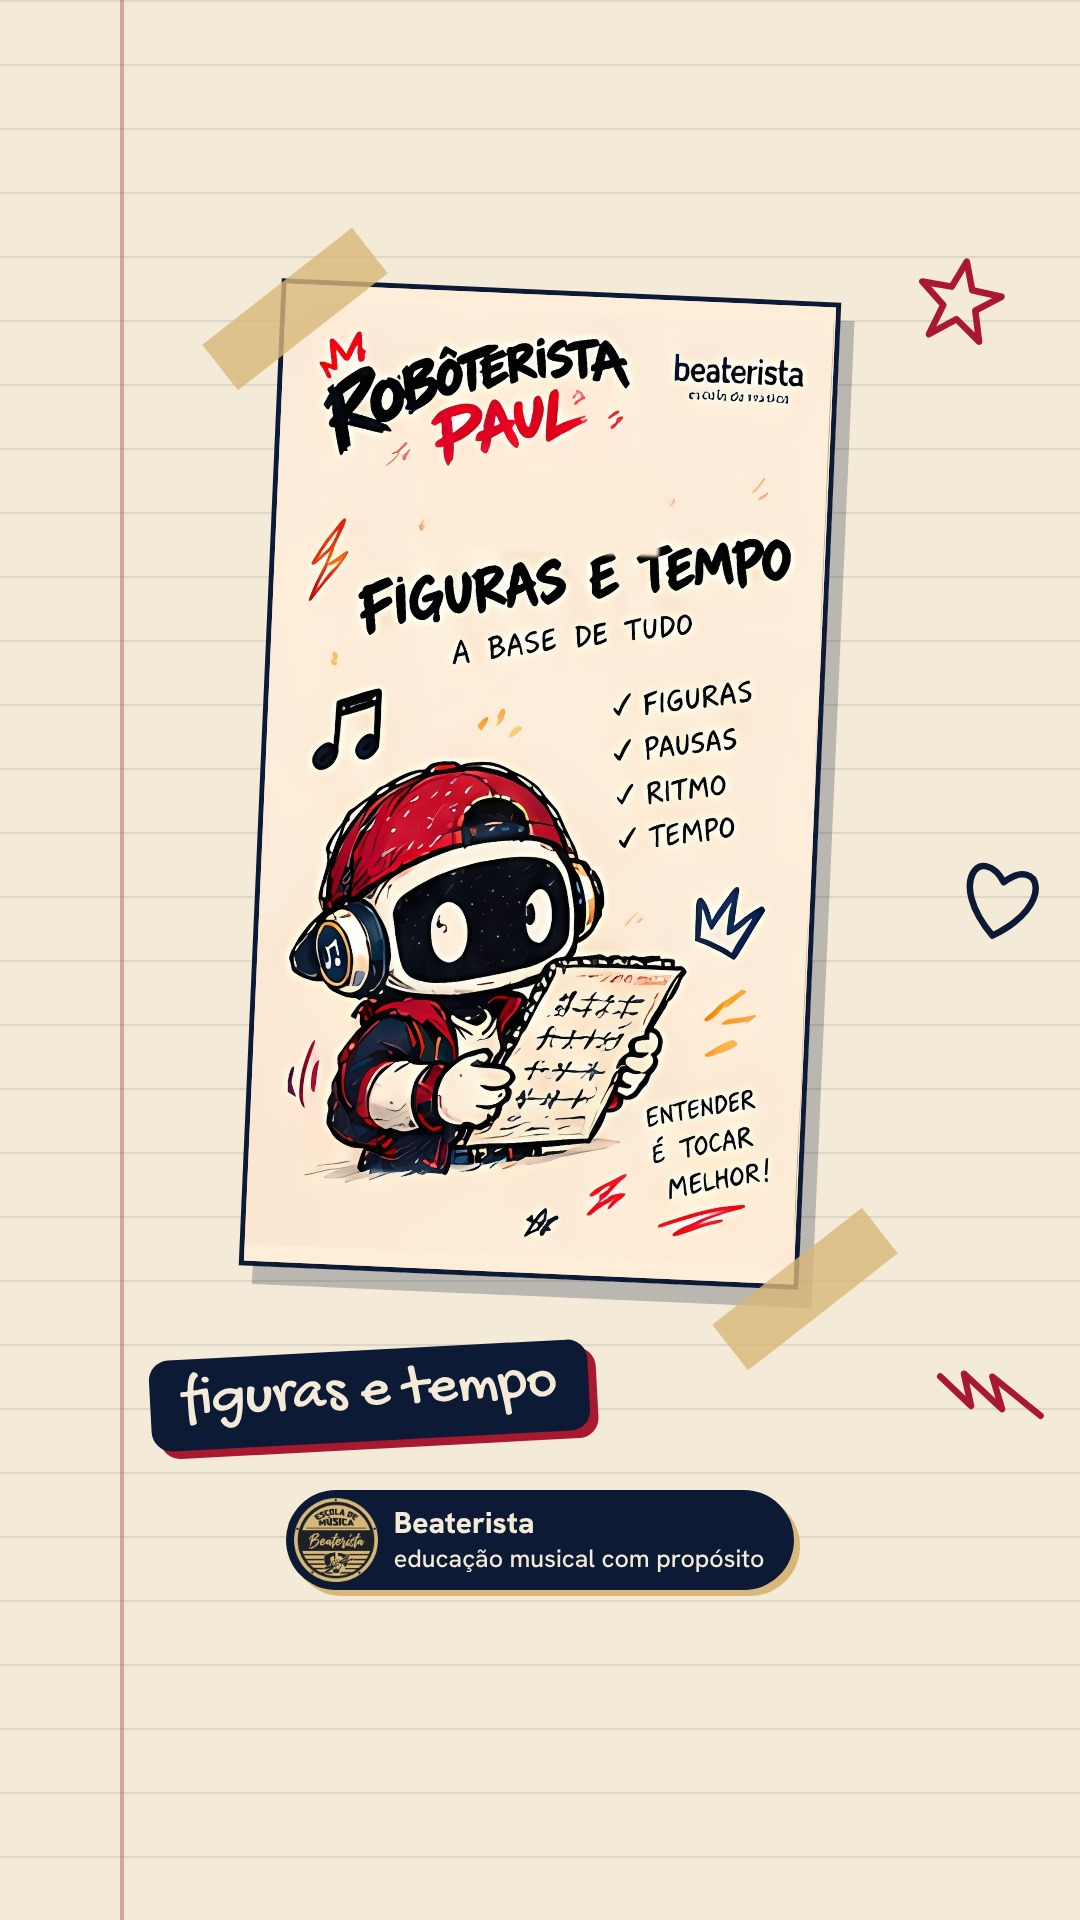 ROBÔTERISTA
PAUL
beaterista
FIGURAS E TEMPO
A BASE DE TUDO
✓ FIGURAS
✓ PAUSAS
✓ RITMO
✓ TEMPO
ENTENDER
É TOCAR
MELHOR!
figuras e tempo
ESCOLA DE
MÚSICA
Beaterista
Beaterista
educação musical com propósito